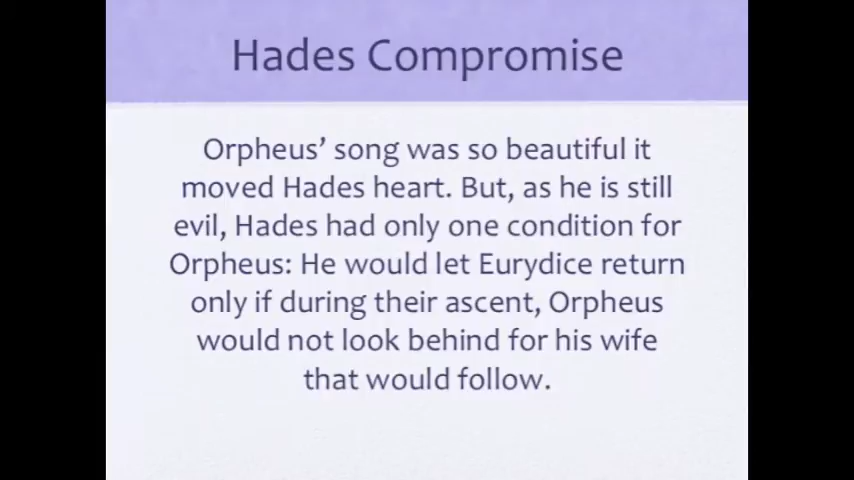 Hades Compromise
Orpheus’ song was so beautiful it
moved Hades heart. But, as he is still
evil, Hades had only one condition for
Orpheus: He would let Eurydice return
only if during their ascent, Orpheus
would not look behind for his wife
that would follow.